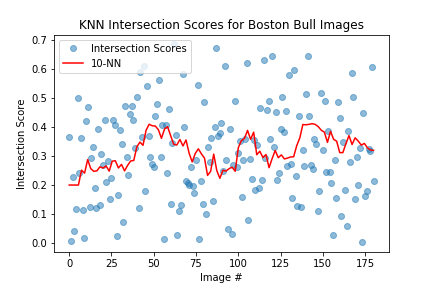 KNN Intersection Scores for Boston Bull Images
Intersection Scores
10-NN
Intersection Score
0.7
0.6
0.5
0.4
0.3
0.2
0.1
0.0
0 25 50 75 100 125 150 175
Image #